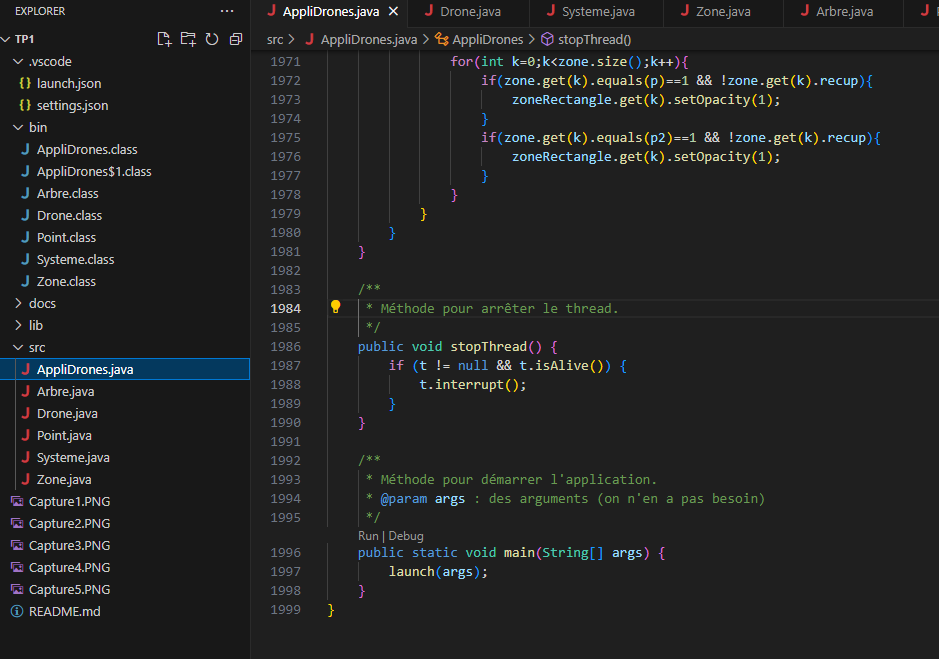 EXPLORER
TP1
.vscode
launch.json
settings.json
bin
AppliDrones.class
AppliDrones$1.class
Arbre.class
Drone.class
Point.class
Systeme.class
Zone.class
docs
lib
src
AppliDrones.java
Arbre.java
Drone.java
Point.java
Systeme.java
Zone.java
Capture1.PNG
Capture2.PNG
Capture3.PNG
Capture4.PNG
Capture5.PNG
README.md
AppliDrones.java Drone.java Systeme.java Zone.java Arbre.java
src > AppliDrones.java > AppliDrones > stopThread()
1971 for(int k=0;k<zone.size();k++){
1972 if(zone.get(k).equals(p)==1 && !zone.get(k).recup){
1973 zoneRectangle.get(k).setOpacity(1);
1974 }
1975 if(zone.get(k).equals(p2)==1 && !zone.get(k).recup){
1976 zoneRectangle.get(k).setOpacity(1);
1977 }
1978 }
1979 }
1980 }
1981 }
1982
1983 /**
1984 * Méthode pour arrêter le thread.
1985 */
1986 public void stopThread() {
1987 if (t != null && t.isAlive()) {
1988 t.interrupt();
1989 }
1990 }
1991
1992 /**
1993 * Méthode pour démarrer l'application.
1994 * @param args : des arguments (on n'en a pas besoin)
1995 */
Run | Debug
1996 public static void main(String[] args) {
1997 launch(args);
1998 }
1999 }